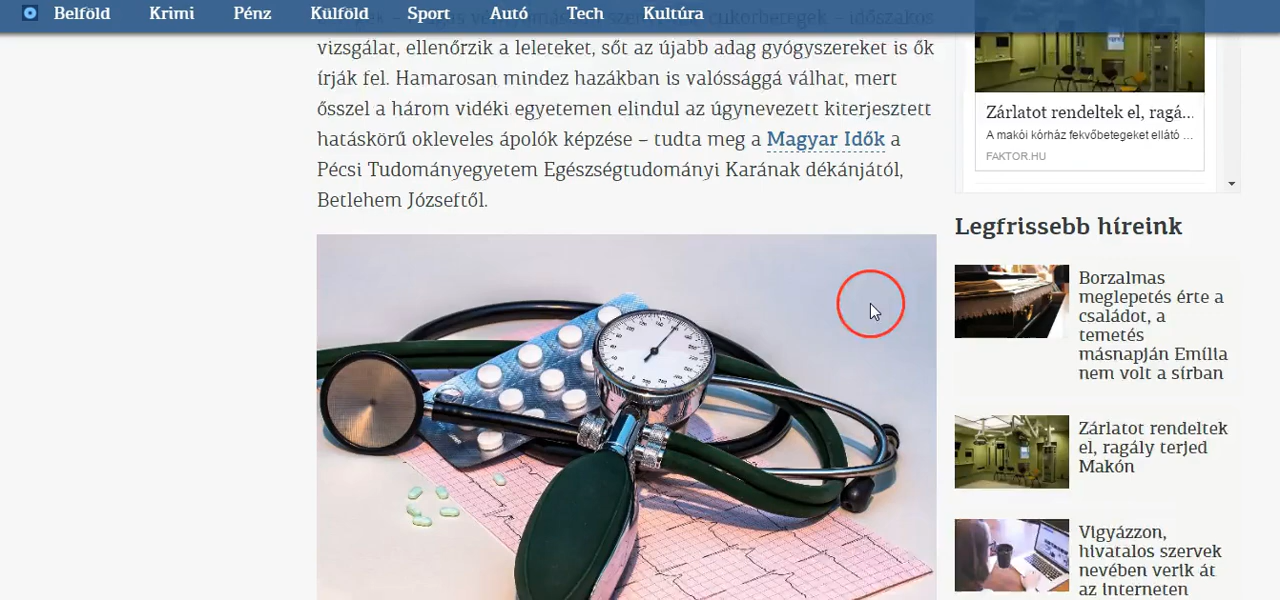 Belföld Krimi Pénz Külföld Sport Autó Tech Kultúra
vizsgálat, ellenőrzik a leleteket, sőt az újabb adag gyógyszereket is ők
írják fel. Hamarosan mindez hazákban is valósággá válhat, mert
ősszel a három vidéki egyetemen elindul az úgynevezett kiterjesztett
hatáskörű okleveles ápolók képzése – tudta meg a Magyar Idők a
Pécsi Tudományegyetem Egészségtudományi Karának dékánjától,
Betlehem Józseftől.
Zárlatot rendeltek el, ragá...
A makói kórház fekvőbetegeket ellátó ...
FAKTOR.HU
Legfrissebb híreink
Borzalmas
meglepetés érte a
családot, a
temetés
másnapján Emília
nem volt a sírban
Zárlatot rendeltek
el, ragály terjed
Makón
Vigyázzon,
hivatalos szervek
nevében verik át
az interneten